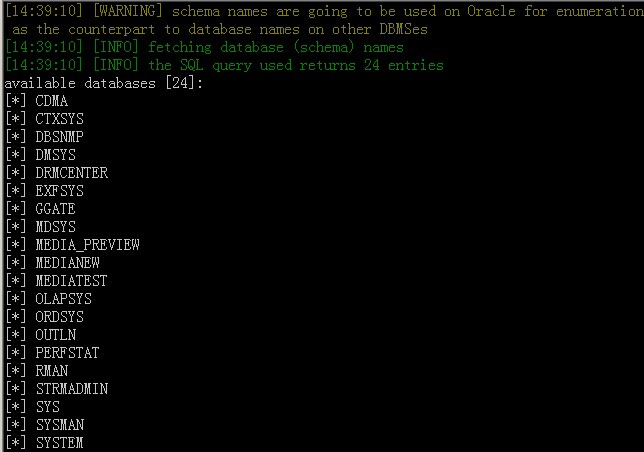 [14:39:10] [WARNING] schema names are going to be used on Oracle for enumeration
as the counterpart to database names on other DBMSes
[14:39:10] [INFO] fetching database (schema) names
[14:39:10] [INFO] the SQL query used returns 24 entries
available databases [24]:
[*] CDMA
[*] CTXSYS
[*] DBSNMP
[*] DMSYS
[*] DRMCENTER
[*] EXFSYS
[*] GGATE
[*] MDSYS
[*] MEDIA_PREVIEW
[*] MEDIANEW
[*] MEDIATEST
[*] OLAPSYS
[*] ORDSYS
[*] OUTLN
[*] PERFSTAT
[*] RMAN
[*] STRMADMIN
[*] SYS
[*] SYSMAN
[*] SYSTEM